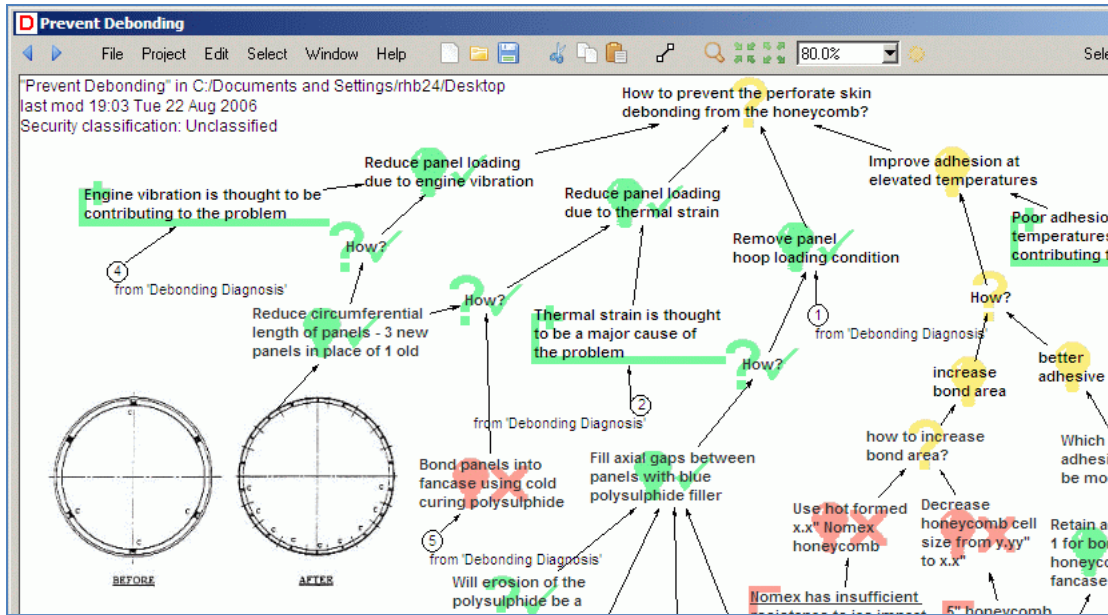 D Prevent Debonding
File Project Edit Select Window Help 80.0% Sele
"Prevent Debonding" in C:/Documents and Settings/rhb24/Desktop
last mod 19:03 Tue 22 Aug 2006
Security classification: Unclassified
How to prevent the perforate skin
debonding from the honeycomb?
Reduce panel loading
due to engine vibration
Engine vibration is thought to be
contributing to the problem
Reduce panel loading
due to thermal strain
Improve adhesion at
elevated temperatures
Poor adhesio
temperatures
contributing t
Remove panel
hoop loading condition
How?
4
from 'Debonding Diagnosis'
How?
How?
Reduce circumferential
length of panels - 3 new
panels in place of 1 old
Thermal strain is thought
to be a major cause of
the problem
1
from 'Debonding Diagnosis'
How?
increase
bond area
better
adhesive
2
from 'Debonding Diagnosis'
how to increase
bond area?
Which
adhesi
be mo
Bond panels into
fancase using cold
curing polysulphide
Fill axial gaps between
panels with blue
polysulphide filler
Use hot formed
x.x" Nomex
honeycomb
Decrease
honeycomb cell
size from y.yy"
to x.x"
Retain a
1 for bo
honeyco
fancase
5
from 'Debonding Diagnosis'
BEFORE
AFTER
Will erosion of the
polysulphide be a
Nomex has insufficient
resistance to ice impact
.5" honeycomb